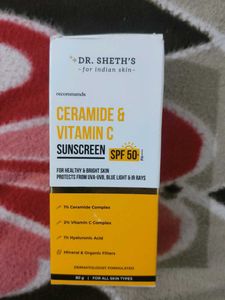 DR. SHETH'S
-for indian skin-
recommends
CERAMIDE &
VITAMIN C
SUNSCREEN SPF 50+
FOR HEALTHY & BRIGHT SKIN
PROTECTS FROM UVA-UVB, BLUE LIGHT & IR RAYS
1% Ceramide Complex
2% Vitamin C Complex
1% Hyaluronic Acid
Mineral & Organic Filters
DERMATOLOGIST FORMULATED
80 g | FOR ALL SKIN TYPES